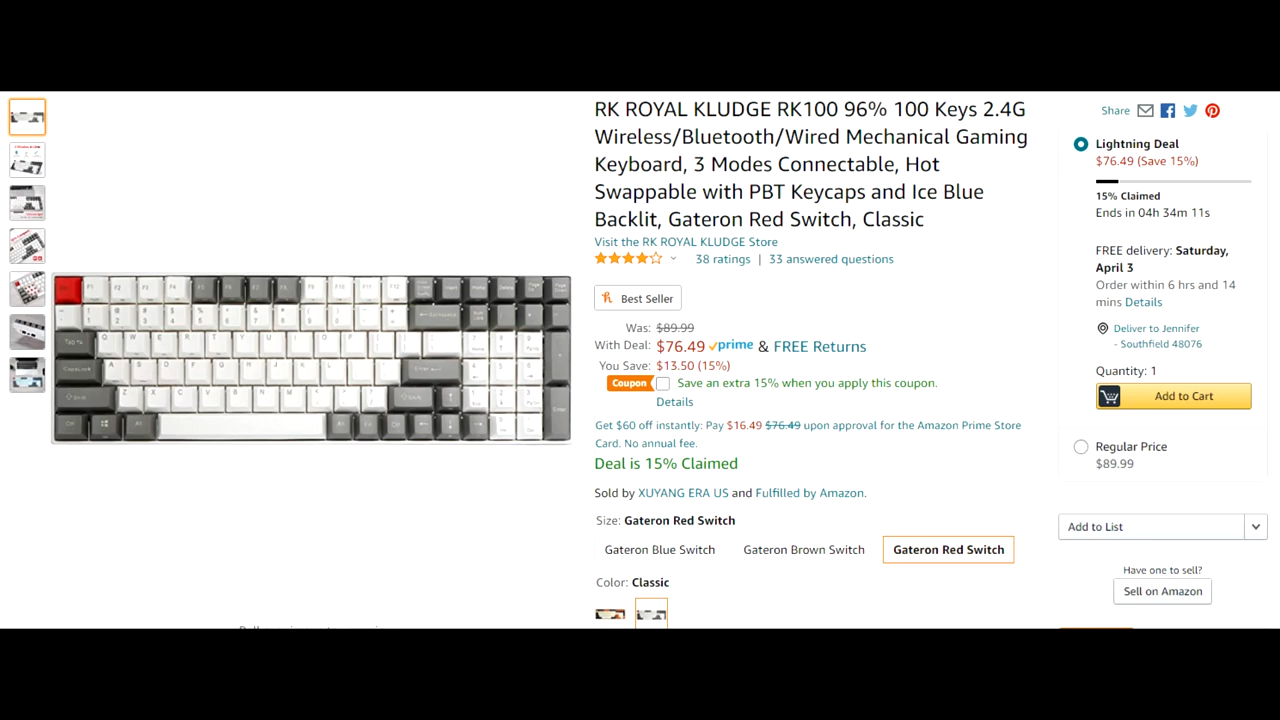 RK ROYAL KLUDGE RK100 96% 100 Keys 2.4G
Wireless/Bluetooth/Wired Mechanical Gaming
Keyboard, 3 Modes Connectable, Hot
Swappable with PBT Keycaps and Ice Blue
Backlit, Gateron Red Switch, Classic
Visit the RK ROYAL KLUDGE Store
38 ratings | 33 answered questions
Best Seller
Was: $89.99
With Deal: $76.49 prime & FREE Returns
You Save: $13.50 (15%)
Coupon Save an extra 15% when you apply this coupon.
Details
Get $60 off instantly: Pay $16.49 $76.49 upon approval for the Amazon Prime Store
Card. No annual fee.
Deal is 15% Claimed
Sold by XUYANG ERA US and Fulfilled by Amazon.
Size: Gateron Red Switch
Gateron Blue Switch Gateron Brown Switch Gateron Red Switch
Color: Classic
Share
Lightning Deal
$76.49 (Save 15%)
15% Claimed
Ends in 04h 34m 11s
FREE delivery: Saturday,
April 3
Order within 6 hrs and 14
mins Details
Deliver to Jennifer
- Southfield 48076
Quantity: 1
Add to Cart
Regular Price
$89.99
Add to List
Have one to sell?
Sell on Amazon